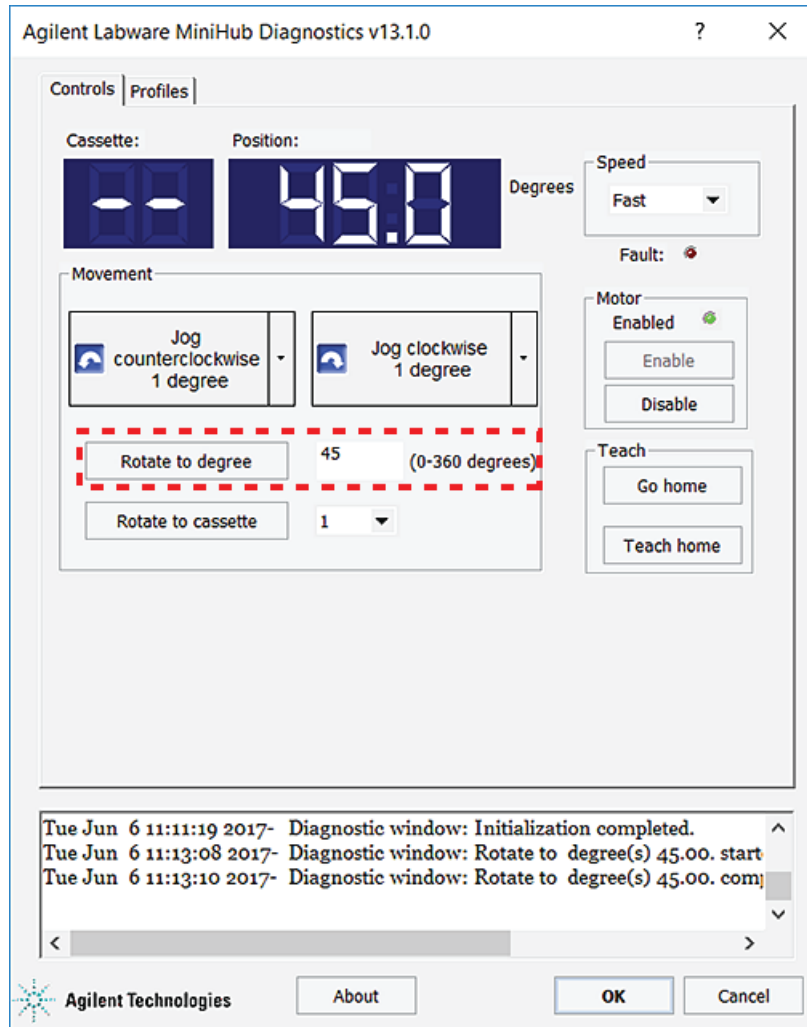 Agilent Labware MiniHub Diagnostics v13.1.0 ?
Controls Profiles
Cassette: Position:
-- 45.0 Degrees
Speed
Fast
Fault:
Movement
Jog
counterclockwise
1 degree
Jog clockwise
1 degree
Motor
Enabled
Enable
Disable
Rotate to degree 45 (0-360 degrees)
Rotate to cassette 1
Teach
Go home
Teach home
Tue Jun 6 11:11:19 2017- Diagnostic window: Initialization completed.
Tue Jun 6 11:13:08 2017- Diagnostic window: Rotate to degree(s) 45.00. start
Tue Jun 6 11:13:10 2017- Diagnostic window: Rotate to degree(s) 45.00. com
Agilent Technologies About OK Cancel